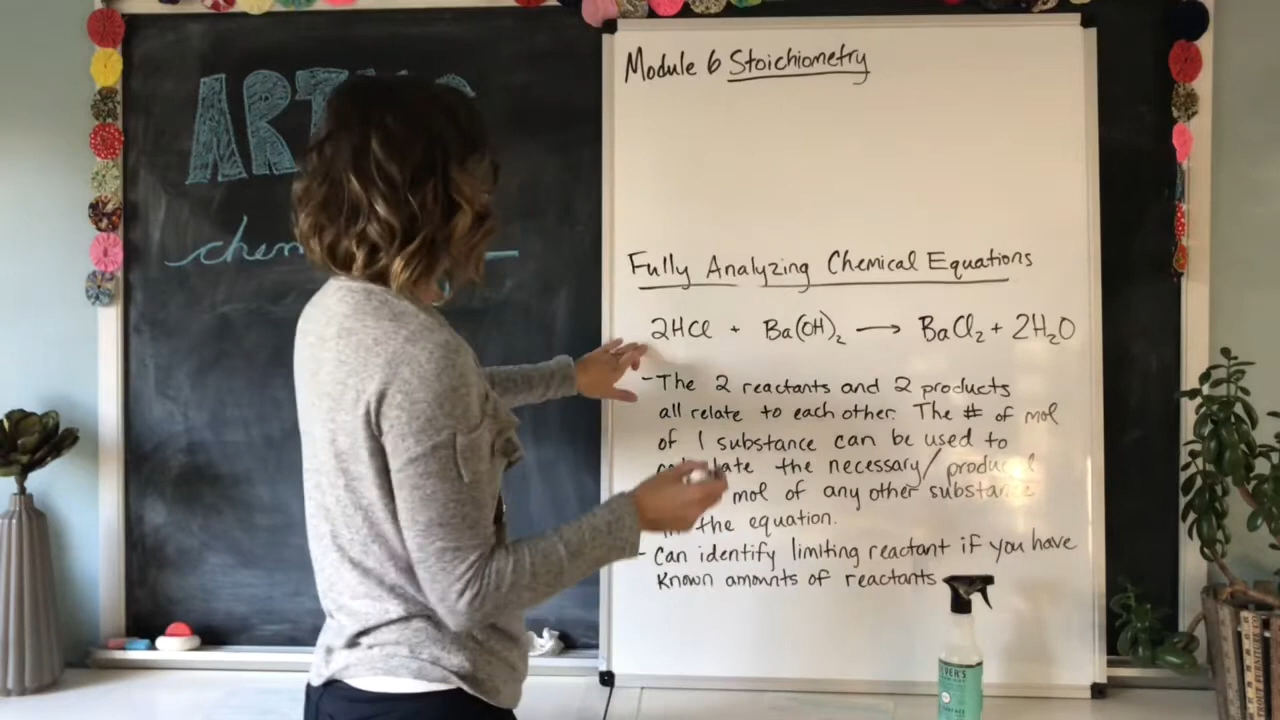 Module 6 Stoichiometry
Fully Analyzing Chemical Equations
2HCl + Ba(OH)₂ → BaCl₂ + 2H₂O
-The 2 reactants and 2 products
all relate to each other. The # of mol
of 1 substance can be used to
the necessary/
mol of any other substance
the equation.
- Can identify limiting reactant if you have
known amounts of reactants